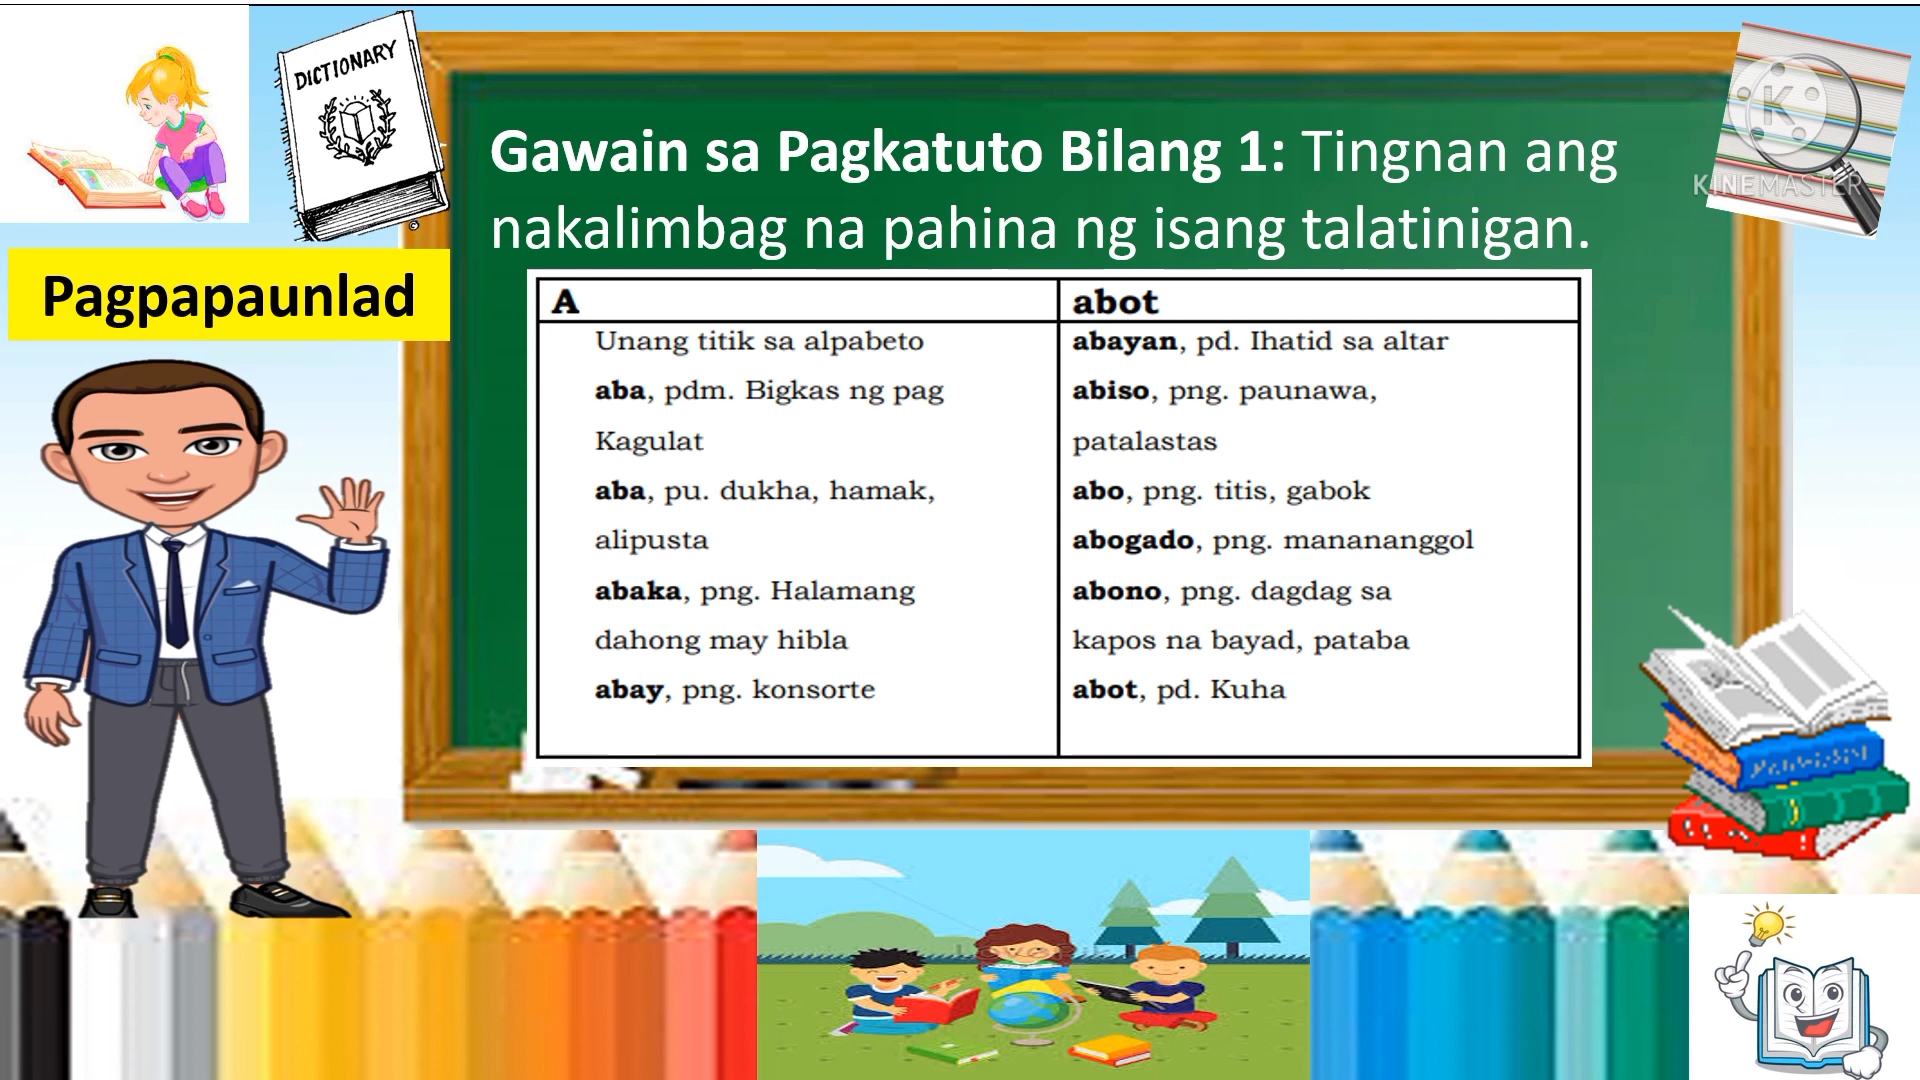 DICTIONARY
KINEMASTER
Gawain sa Pagkatuto Bilang 1: Tingnan ang
nakalimbag na pahina ng isang talatinigan.
Pagpapaunlad
A
Unang titik sa alpabeto
aba, pdm. Bigkas ng pag
Kagulat
aba, pu. dukha, hamak,
alipusta
abaka, png. Halamang
dahong may hibla
abay, png. konsorte
abot
abayan, pd. Ihatid sa altar
abiso, png. paunawa,
patalastas
abo, png. titis, gabok
abogado, png. manananggol
abono, png. dagdag sa
kapos na bayad, pataba
abot, pd. Kuha